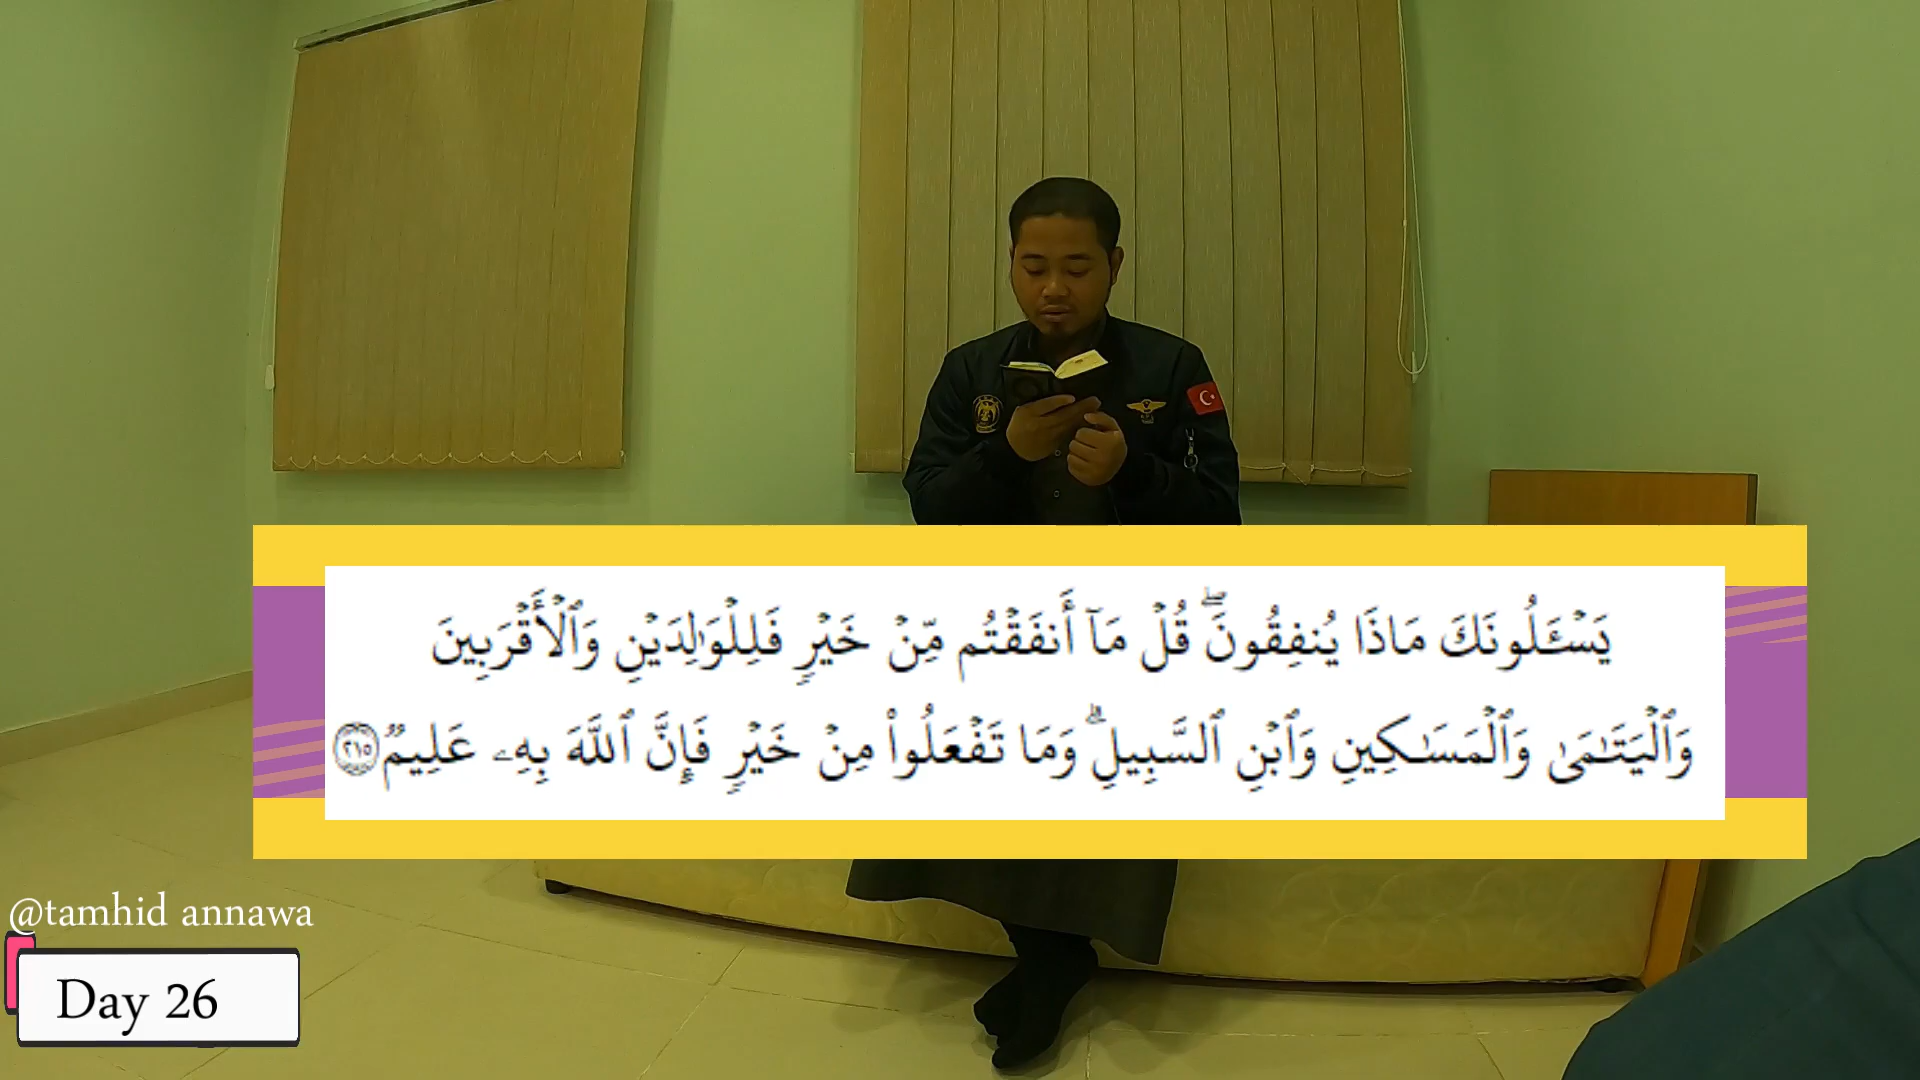 يَسْـَٔلُونَكَ مَاذَا يُنفِقُونَ ۖ قُلْ مَآ أَنفَقْتُم مِّنْ خَيْرٍ فَلِلْوَٰلِدَيْنِ وَٱلْأَقْرَبِينَ
وَٱلْيَتَـٰمَىٰ وَٱلْمَسَـٰكِينِ وَٱبْنِ ٱلسَّبِيلِ ۗ وَمَا تَفْعَلُوا۟ مِنْ خَيْرٍ فَإِنَّ ٱللَّهَ بِهِۦ عَلِيمٌ ٢١٥
@tamhid annawa
Day 26